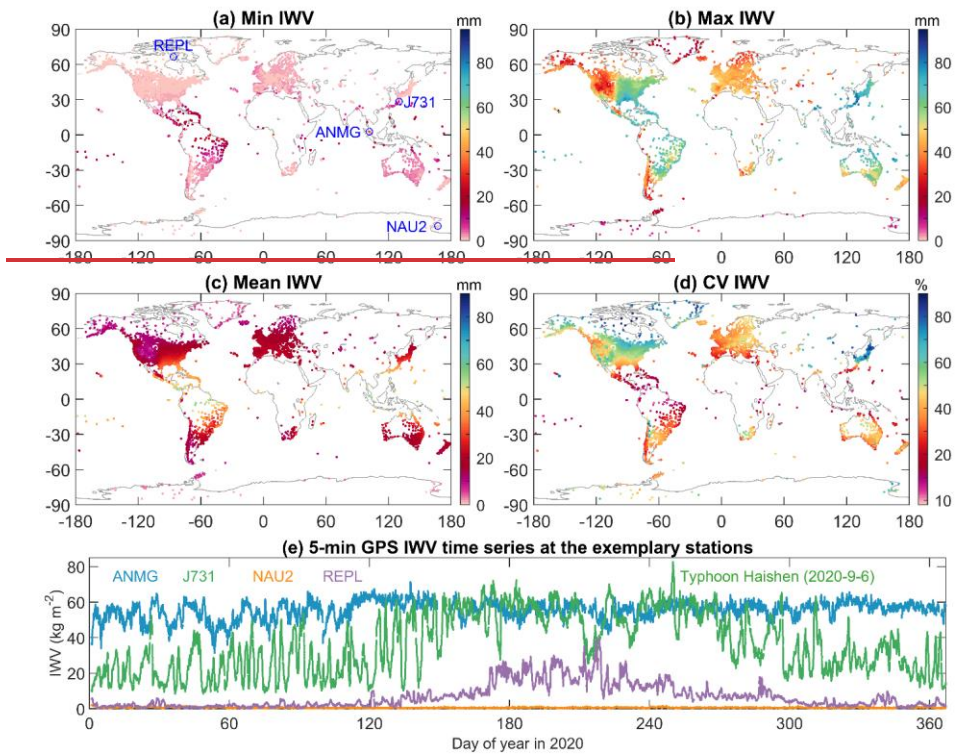 (a) Min IWV
mm
90
60
30
0
-30
-60
-90
-180 -120 -60 0 60 120 180
REPL
J731
ANMG
NAU2
80
60
40
20
0
(b) Max IWV
mm
90
60
30
0
-30
-60
-90
-180 -120 -60 0 60 120 180
80
60
40
20
0
(c) Mean IWV
mm
90
60
30
0
-30
-60
-90
-180 -120 -60 0 60 120 180
80
60
40
20
0
(d) CV IWV
%
90
60
30
0
-30
-60
-90
-180 -120 -60 0 60 120 180
80
60
40
20
10
(e) 5-min GPS IWV time series at the exemplary stations
ANMG J731 NAU2 REPL Typhoon Haishen (2020-9-6)
IWV (kg m-2)
80
60
40
20
0
0 60 120 180 240 300 360
Day of year in 2020